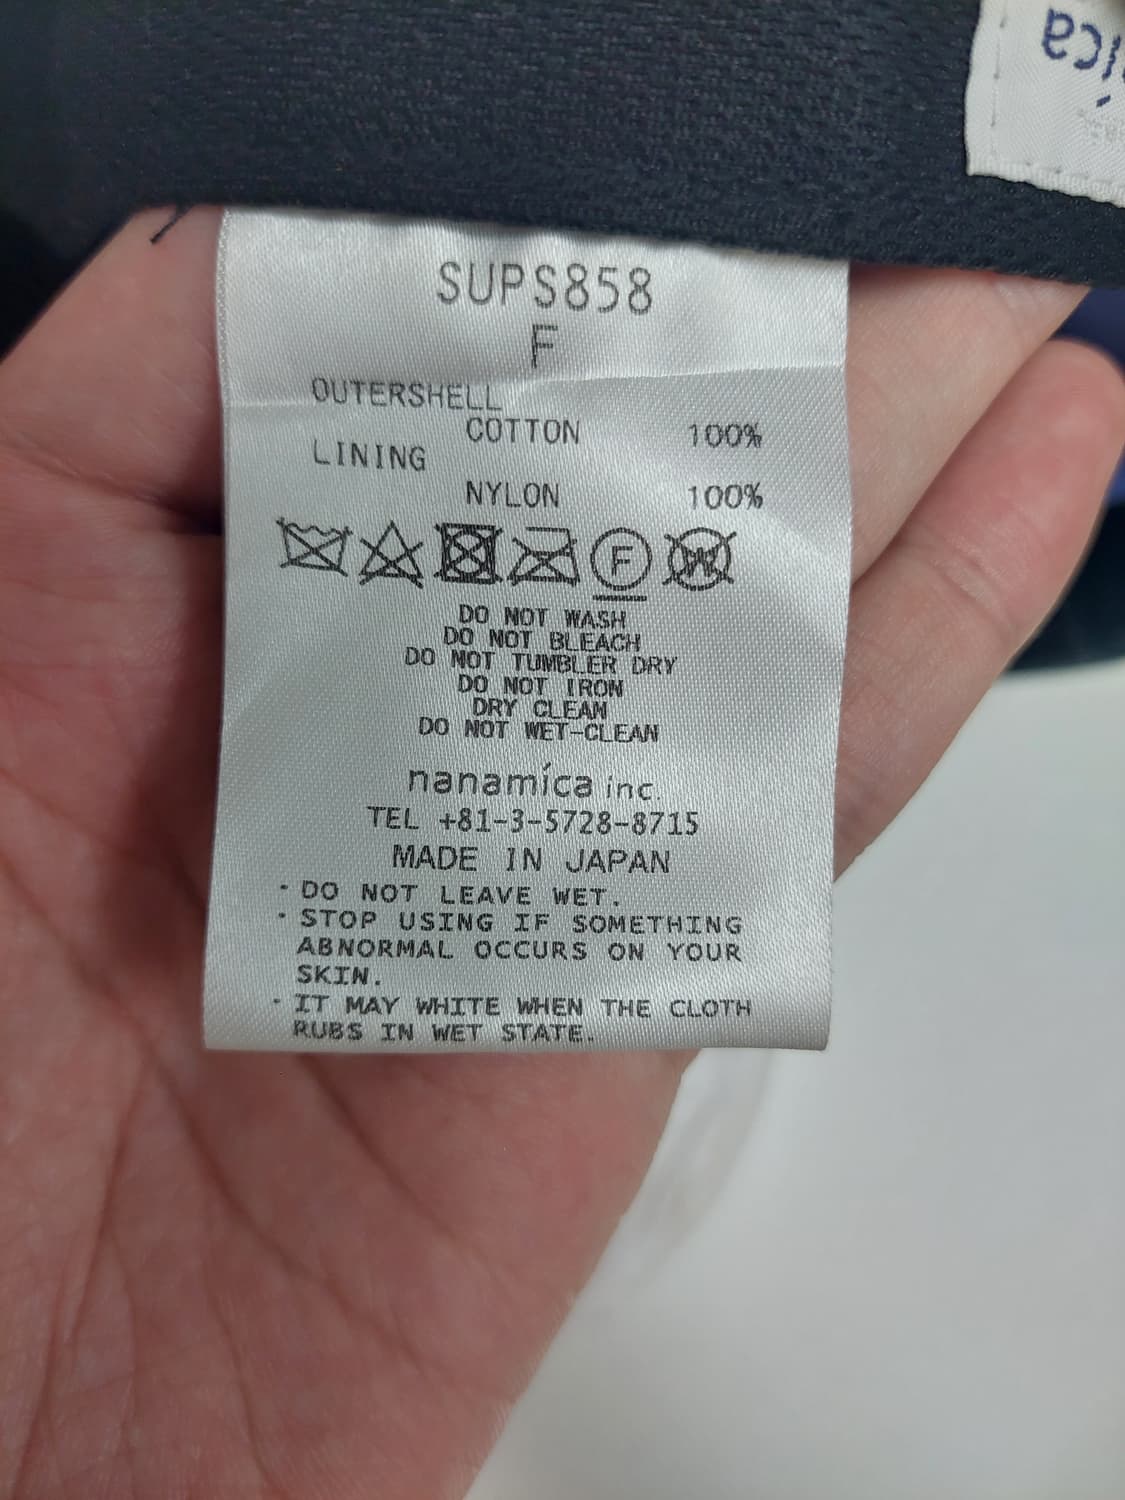 ica
SUPS858
F
OUTERSHELL
COTTON 100%
LINING
NYLON 100%
F
W
DO NOT WASH
DO NOT BLEACH
DO NOT TUMBLER DRY
DO NOT IRON
DRY CLEAN
DO NOT WET-CLEAN
nanamica inc.
TEL +81-3-5728-8715
MADE IN JAPAN
・DO NOT LEAVE WET.
・STOP USING IF SOMETHING
ABNORMAL OCCURS ON YOUR
SKIN.
・IT MAY WHITE WHEN THE CLOTH
RUBS IN WET STATE.